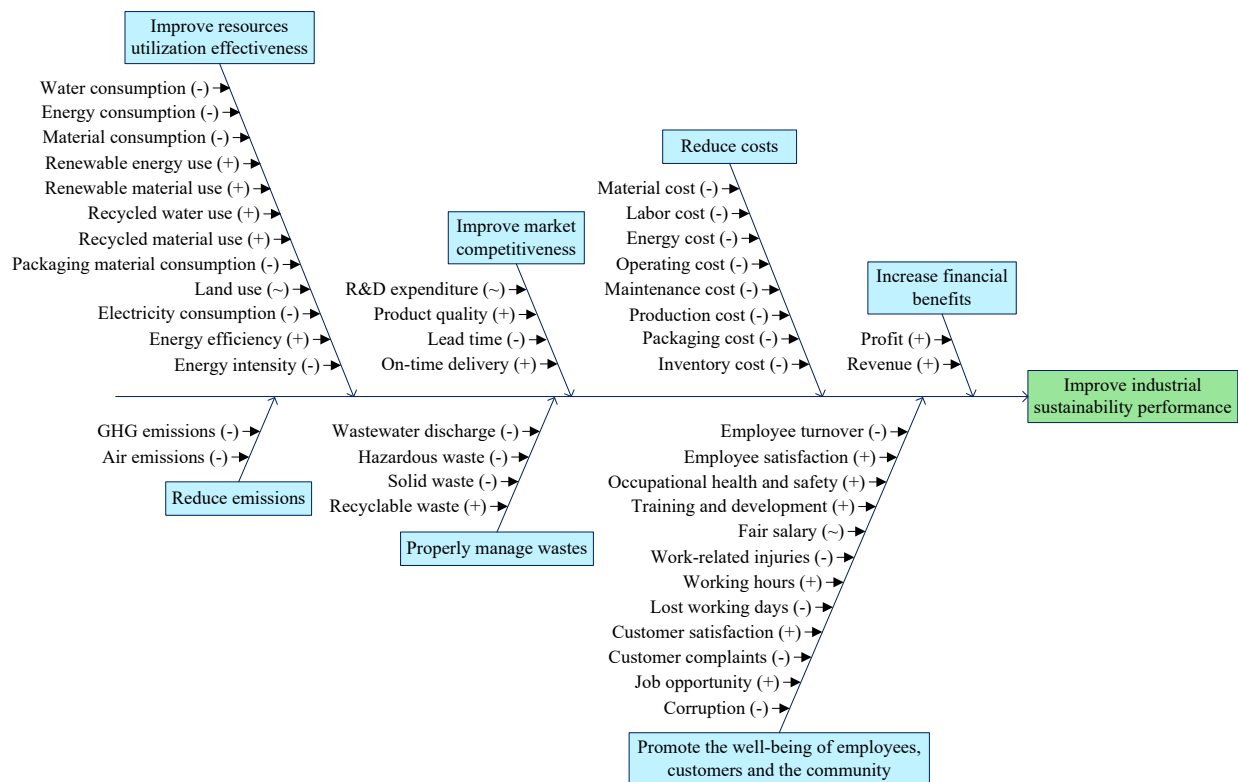 Improve resources
utilization effectiveness
Water consumption (-)
Energy consumption (-)
Material consumption (-)
Renewable energy use (+)
Renewable material use (+)
Recycled water use (+)
Recycled material use (+)
Packaging material consumption (-)
Land use (~)
Electricity consumption (-)
Energy efficiency (+)
Energy intensity (-)
Improve market
competitiveness
R&D expenditure (~)
Product quality (+)
Lead time (-)
On-time delivery (+)
Reduce costs
Material cost (-)
Labor cost (-)
Energy cost (-)
Operating cost (-)
Maintenance cost (-)
Production cost (-)
Packaging cost (-)
Inventory cost (-)
Increase financial
benefits
Profit (+)
Revenue (+)
Improve industrial
sustainability performance
GHG emissions (-)
Air emissions (-)
Reduce emissions
Wastewater discharge (-)
Hazardous waste (-)
Solid waste (-)
Recyclable waste (+)
Properly manage wastes
Employee turnover (-)
Employee satisfaction (+)
Occupational health and safety (+)
Training and development (+)
Fair salary (~)
Work-related injuries (-)
Working hours (+)
Lost working days (-)
Customer satisfaction (+)
Customer complaints (-)
Job opportunity (+)
Corruption (-)
Promote the well-being of employees,
customers and the community